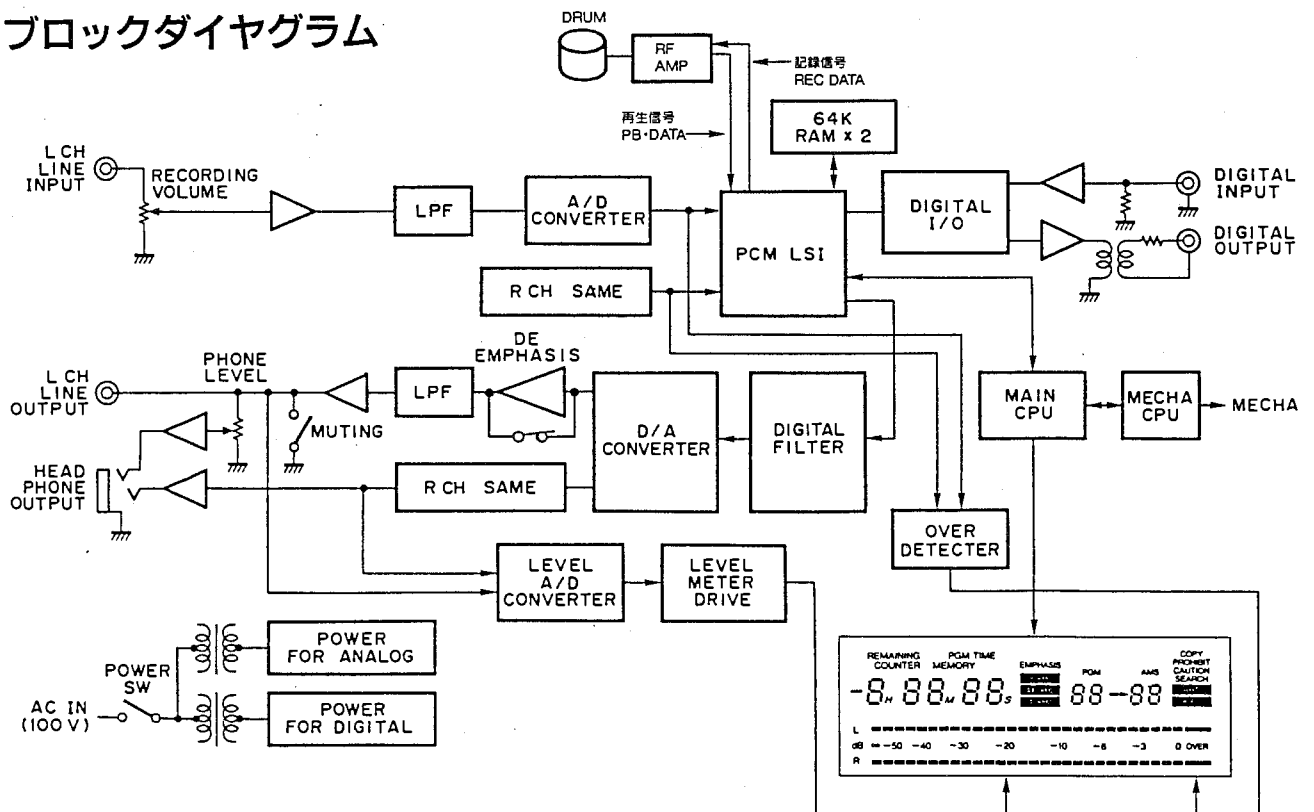 ブロックダイヤグラム
DRUM
RF
AMP
記録信号
REC DATA
再生信号
PB・DATA
64K
RAM × 2
L CH
LINE
INPUT
RECORDING
VOLUME
LPF
A/D
CONVERTER
PCM LSI
DIGITAL
I/O
DIGITAL
INPUT
DIGITAL
OUTPUT
R CH SAME
L CH
LINE
OUTPUT
PHONE
LEVEL
MUTING
LPF
DE
EMPHASIS
D/A
CONVERTER
DIGITAL
FILTER
MAIN
CPU
MECHA
CPU
MECHA
HEAD
PHONE
OUTPUT
R CH SAME
OVER
DETECTER
LEVEL
A/D
CONVERTER
LEVEL
METER
DRIVE
AC IN
(100 V)
POWER
SW
POWER
FOR ANALOG
POWER
FOR DIGITAL
REMAINING PGM TIME
COUNTER MEMORY
EMPHASIS
PGM
AMS
COPY
PROHIBIT
CAUTION
SEARCH
-8H 88M 88S
88-88
L
dB ∞ -50 -40 -30 -20 -10 -6 -3 0 OVER
R